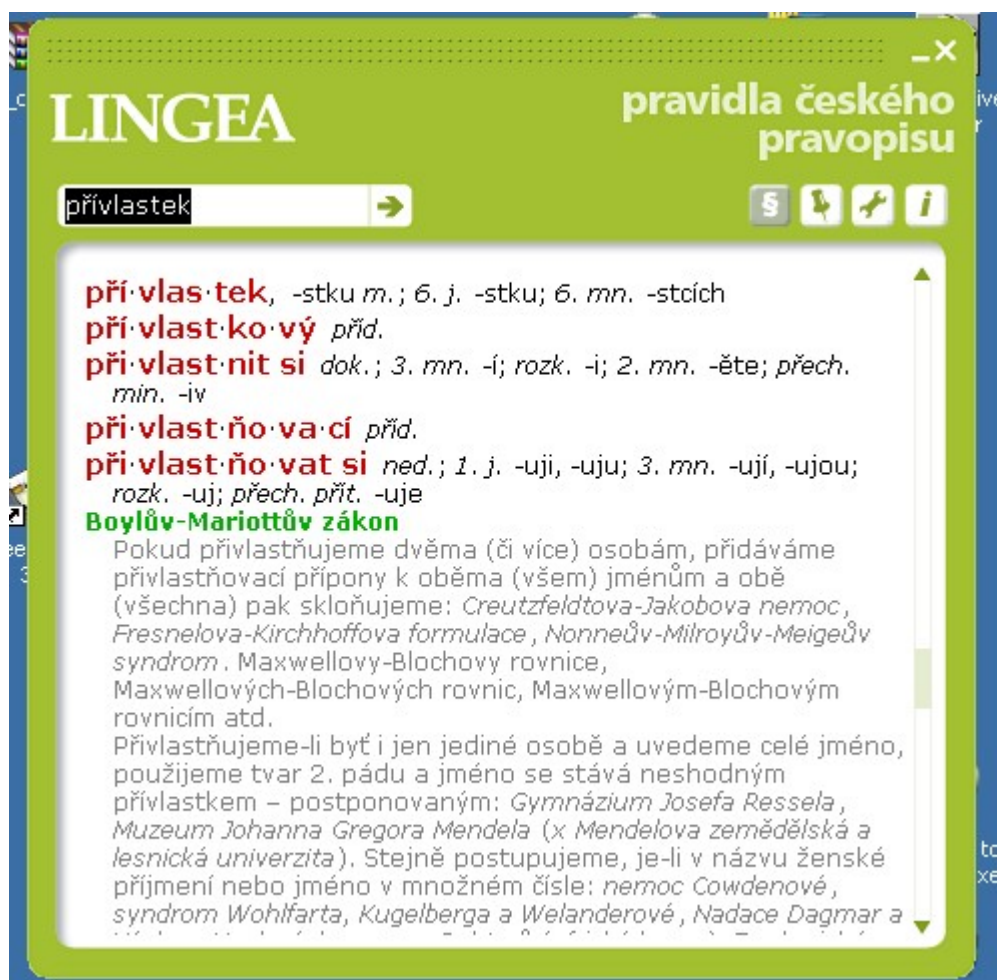 LINGEA
pravidla českého
pravopisu
přívlastek
pří·vlas·tek, -stku m.; 6. j. -stku; 6. mn. -stcích
pří·vlast·ko·vý příd.
při·vlast·nit si dok.; 3. mn. -í; rozk. -i; 2. mn. -ěte; přech.
min. -iv
při·vlast·ňo·va·cí příd.
při·vlast·ňo·vat si ned.; 1. j. -uji, -uju; 3. mn. -ují, -ujou;
rozk. -uj; přech. přít. -uje
Boylův-Mariottův zákon
Pokud přivlastňujeme dvěma (či více) osobám, přidáváme
přivlastňovací přípony k oběma (všem) jménům a obě
(všechna) pak skloňujeme: Creutzfeldtova-Jakobova nemoc,
Fresnelova-Kirchhoffova formulace, Nonneův-Milroyův-Meigeův
syndrom. Maxwellovy-Blochovy rovnice,
Maxwellových-Blochových rovnic, Maxwellovým-Blochovým
rovnicím atd.
Přivlastňujeme-li byť i jen jediné osobě a uvedeme celé jméno,
použijeme tvar 2. pádu a jméno se stává neshodným
přívlastkem – postponovaným: Gymnázium Josefa Ressela,
Muzeum Johanna Gregora Mendela (x Mendelova zemědělská a
lesnická univerzita). Stejně postupujeme, je-li v názvu ženské
příjmení nebo jméno v množném čísle: nemoc Cowdenové,
syndrom Wohlfarta, Kugelberga a Welanderové, Nadace Dagmar a